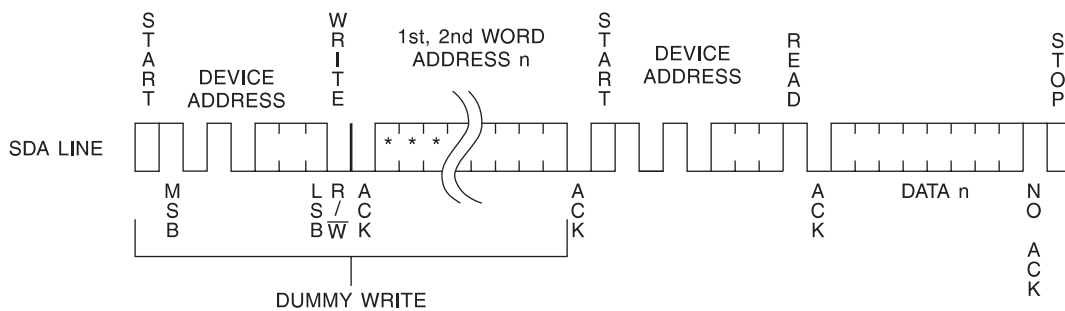 START
WRITE
1st, 2nd WORD
ADDRESS n
START
DEVICE
ADDRESS
READ
STOP
DEVICE
ADDRESS
SDA LINE
* * *
MSB
LSB
R/W̅
ACK
ACK
ACK
DATA n
NO ACK
DUMMY WRITE